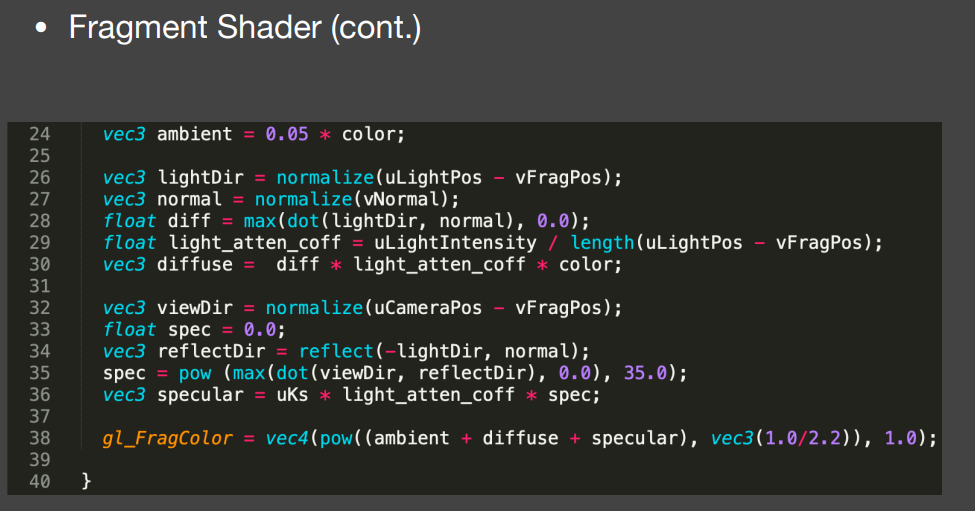 • Fragment Shader (cont.)
24 vec3 ambient = 0.05 * color;
25
26 vec3 lightDir = normalize(uLightPos - vFragPos);
27 vec3 normal = normalize(vNormal);
28 float diff = max(dot(lightDir, normal), 0.0);
29 float light_atten_coff = uLightIntensity / length(uLightPos - vFragPos);
30 vec3 diffuse =  diff * light_atten_coff * color;
31
32 vec3 viewDir = normalize(uCameraPos - vFragPos);
33 float spec = 0.0;
34 vec3 reflectDir = reflect(-lightDir, normal);
35 spec = pow (max(dot(viewDir, reflectDir), 0.0), 35.0);
36 vec3 specular = uKs * light_atten_coff * spec;
37
38 gl_FragColor = vec4(pow((ambient + diffuse + specular), vec3(1.0/2.2)), 1.0);
39
40 }